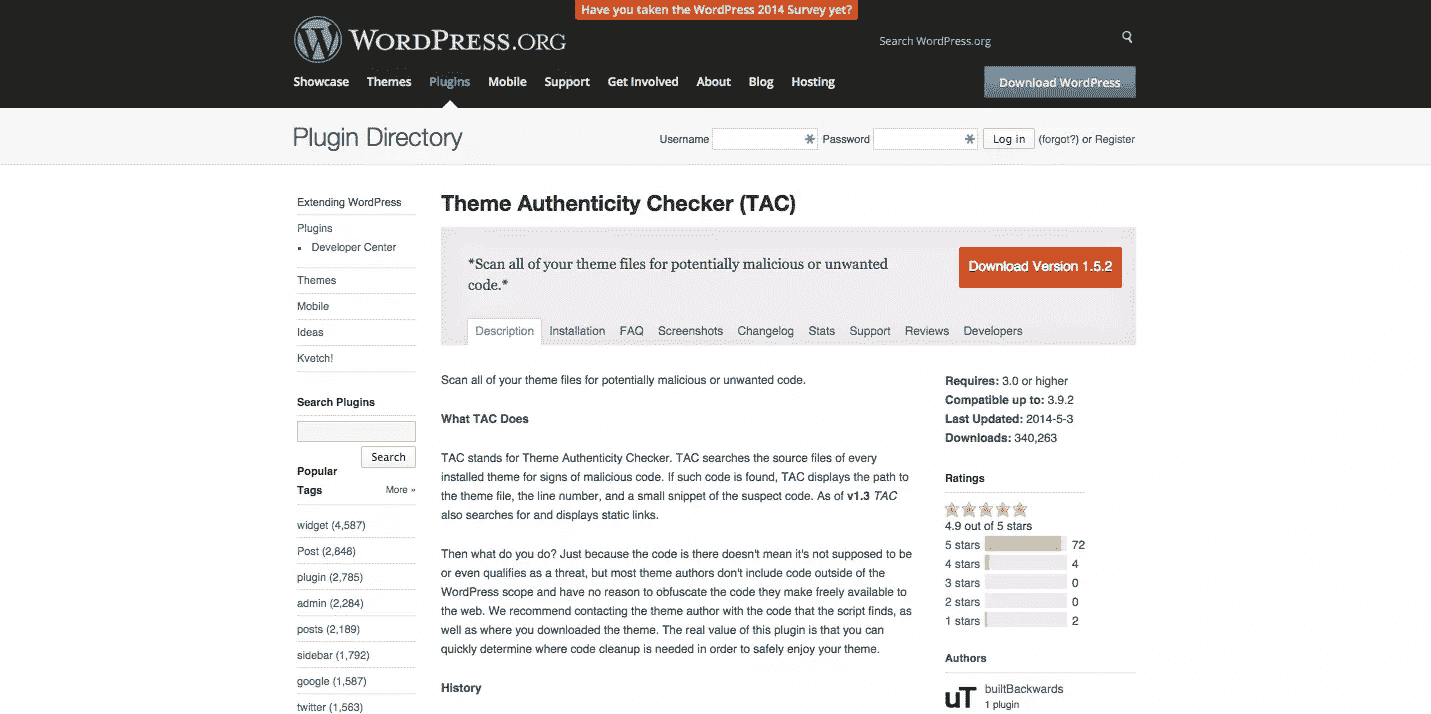 Have you taken the WordPress 2014 Survey yet?
WORDPRESS.ORG
Search WordPress.org
Showcase Themes Plugins Mobile Support Get Involved About Blog Hosting
Download WordPress
Plugin Directory
Username Password Log in (forgot?) or Register
Extending WordPress
Plugins
Developer Center
Themes
Mobile
Ideas
Kvetch!
Search Plugins
Search
Popular
Tags More »
widget (4,587)
Post (2,848)
plugin (2,785)
admin (2,284)
posts (2,189)
sidebar (1,792)
google (1,587)
twitter (1,563)
Theme Authenticity Checker (TAC)
*Scan all of your theme files for potentially malicious or unwanted
code.*
Download Version 1.5.2
Description Installation FAQ Screenshots Changelog Stats Support Reviews Developers
Scan all of your theme files for potentially malicious or unwanted code.
What TAC Does
TAC stands for Theme Authenticity Checker. TAC searches the source files of every
installed theme for signs of malicious code. If such code is found, TAC displays the path to
the theme file, the line number, and a small snippet of the suspect code. As of v1.3 TAC
also searches for and displays static links.
Then what do you do? Just because the code is there doesn't mean it's not supposed to be
or even qualifies as a threat, but most theme authors don't include code outside of the
WordPress scope and have no reason to obfuscate the code they make freely available to
the web. We recommend contacting the theme author with the code that the script finds, as
well as where you downloaded the theme. The real value of this plugin is that you can
quickly determine where code cleanup is needed in order to safely enjoy your theme.
History
Requires: 3.0 or higher
Compatible up to: 3.9.2
Last Updated: 2014-5-3
Downloads: 340,263
Ratings
4.9 out of 5 stars
5 stars 72
4 stars 4
3 stars 0
2 stars 0
1 stars 2
Authors
uT
builtBackwards
1 plugin